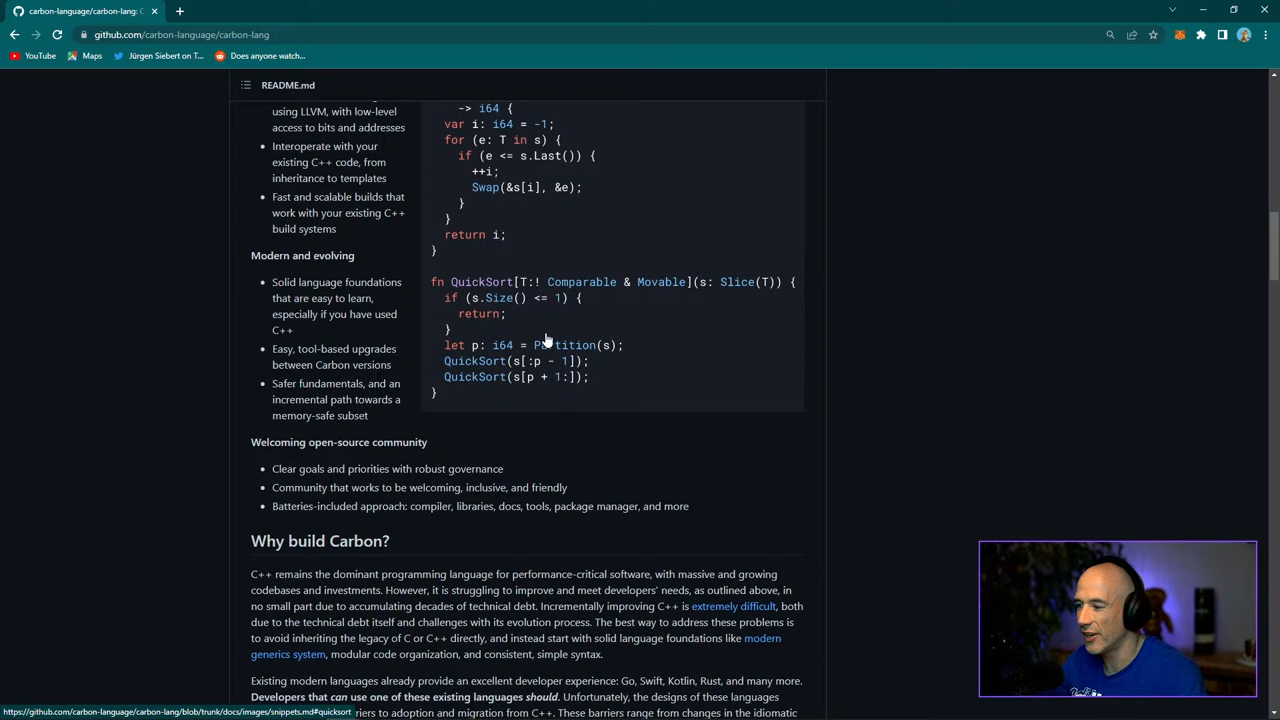 carbon-language/carbon-lang: C
github.com/carbon-language/carbon-lang
YouTube
Maps
Jürgen Siebert on T...
Does anyone watch...
README.md
using LLVM, with low-level
access to bits and addresses
Interoperate with your
existing C++ code, from
inheritance to templates
Fast and scalable builds that
work with your existing C++
build systems
Modern and evolving
Solid language foundations
that are easy to learn,
especially if you have used
C++
Easy, tool-based upgrades
between Carbon versions
Safer fundamentals, and an
incremental path towards a
memory-safe subset
-> i64 {
var i: i64 = -1;
for (e: T in s) {
if (e <= s.Last()) {
++i;
Swap(&s[i], &e);
}
}
return i;
}
fn QuickSort[T:! Comparable & Movable](s: Slice(T)) {
if (s.Size() <= 1) {
return;
}
let p: i64 = Partition(s);
QuickSort(s[:p - 1]);
QuickSort(s[p + 1:]);
}
Welcoming open-source community
Clear goals and priorities with robust governance
Community that works to be welcoming, inclusive, and friendly
Batteries-included approach: compiler, libraries, docs, tools, package manager, and more
Why build Carbon?
C++ remains the dominant programming language for performance-critical software, with massive and growing
codebases and investments. However, it is struggling to improve and meet developers' needs, as outlined above, in
no small part due to accumulating decades of technical debt. Incrementally improving C++ is extremely difficult, both
due to the technical debt itself and challenges with its evolution process. The best way to address these problems is
to avoid inheriting the legacy of C or C++ directly, and instead start with solid language foundations like modern
generics system, modular code organization, and consistent, simple syntax.
Existing modern languages already provide an excellent developer experience: Go, Swift, Kotlin, Rust, and many more.
Developers that can use one of these existing languages should. Unfortunately, the designs of these languages
riers to adoption and migration from C++. These barriers range from changes in the idiomatic
https://github.com/carbon-language/carbon-lang/blob/trunk/docs/images/snippets.md#quicksort